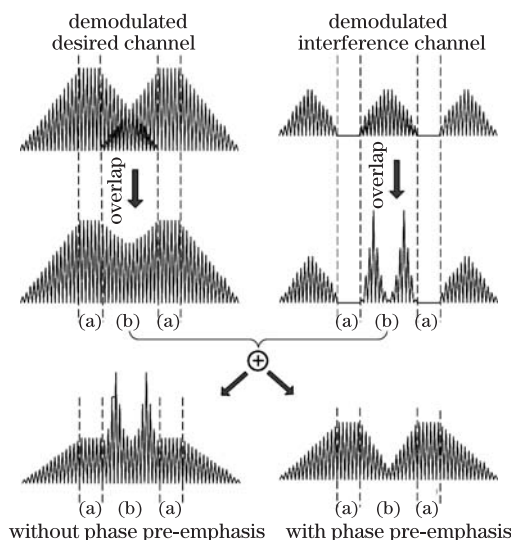 demodulated
desired channel
demodulated
interference channel
overlap
overlap
(a) (b) (a)
(a) (b) (a)
(a) (b) (a)
(a) (b) (a)
without phase pre-emphasis
with phase pre-emphasis